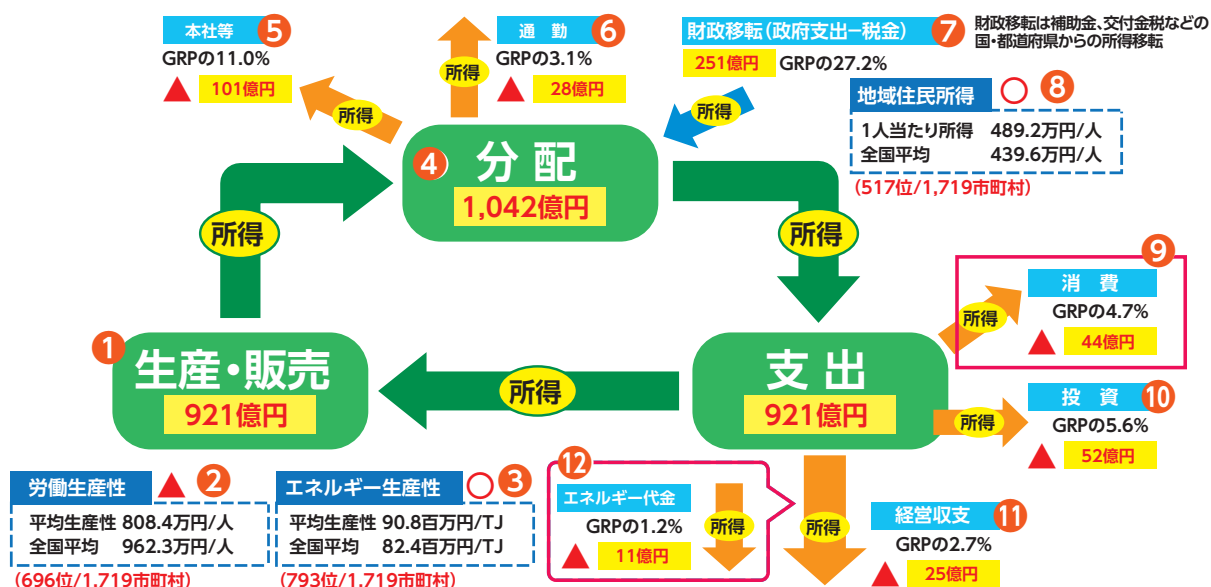 本社等 ❺
GRPの11.0%
▲ 101億円
所得
通 勤 ❻
GRPの3.1%
▲ 28億円
所得
財政移転(政府支出−税金) ❼
財政移転は補助金、交付金税などの
国・都道府県からの所得移転
251億円 GRPの27.2%
所得
地域住民所得 ○ ❽
1人当たり所得 489.2万円/人
全国平均 439.6万円/人
(517位/1,719市町村)
❹ 分 配
1,042億円
所得
所得
❾
消 費
GRPの4.7%
▲ 44億円
所得
❶ 生産・販売
921億円
所得
支 出
921億円
投 資 ❿
GRPの5.6%
▲ 52億円
所得
労働生産性 ▲ ❷
平均生産性 808.4万円/人
全国平均 962.3万円/人
(696位/1,719市町村)
エネルギー生産性 ○ ❸
平均生産性 90.8百万円/TJ
全国平均 82.4百万円/TJ
(793位/1,719市町村)
⓬
エネルギー代金
GRPの1.2%
▲ 11億円
所得
所得
経営収支 ⓫
GRPの2.7%
▲ 25億円